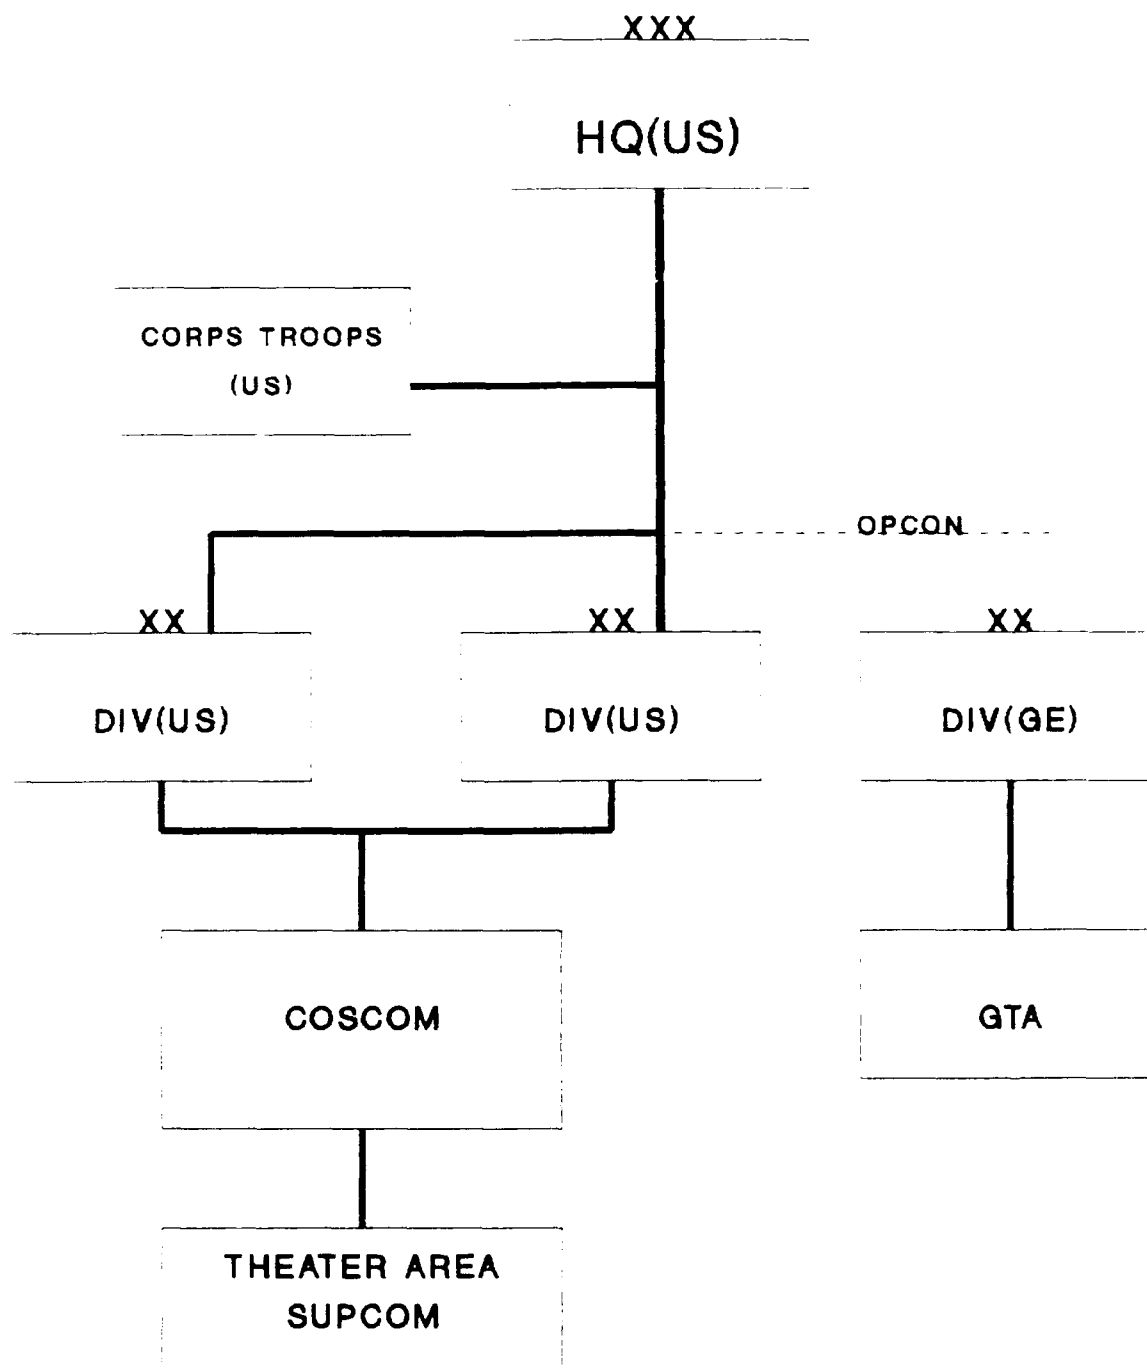 XXX
HQ(US)
CORPS TROOPS
(US)
OPCON
XX
XX
XX
DIV(US)
DIV(US)
DIV(GE)
COSCOM
GTA
THEATER AREA
SUPCOM